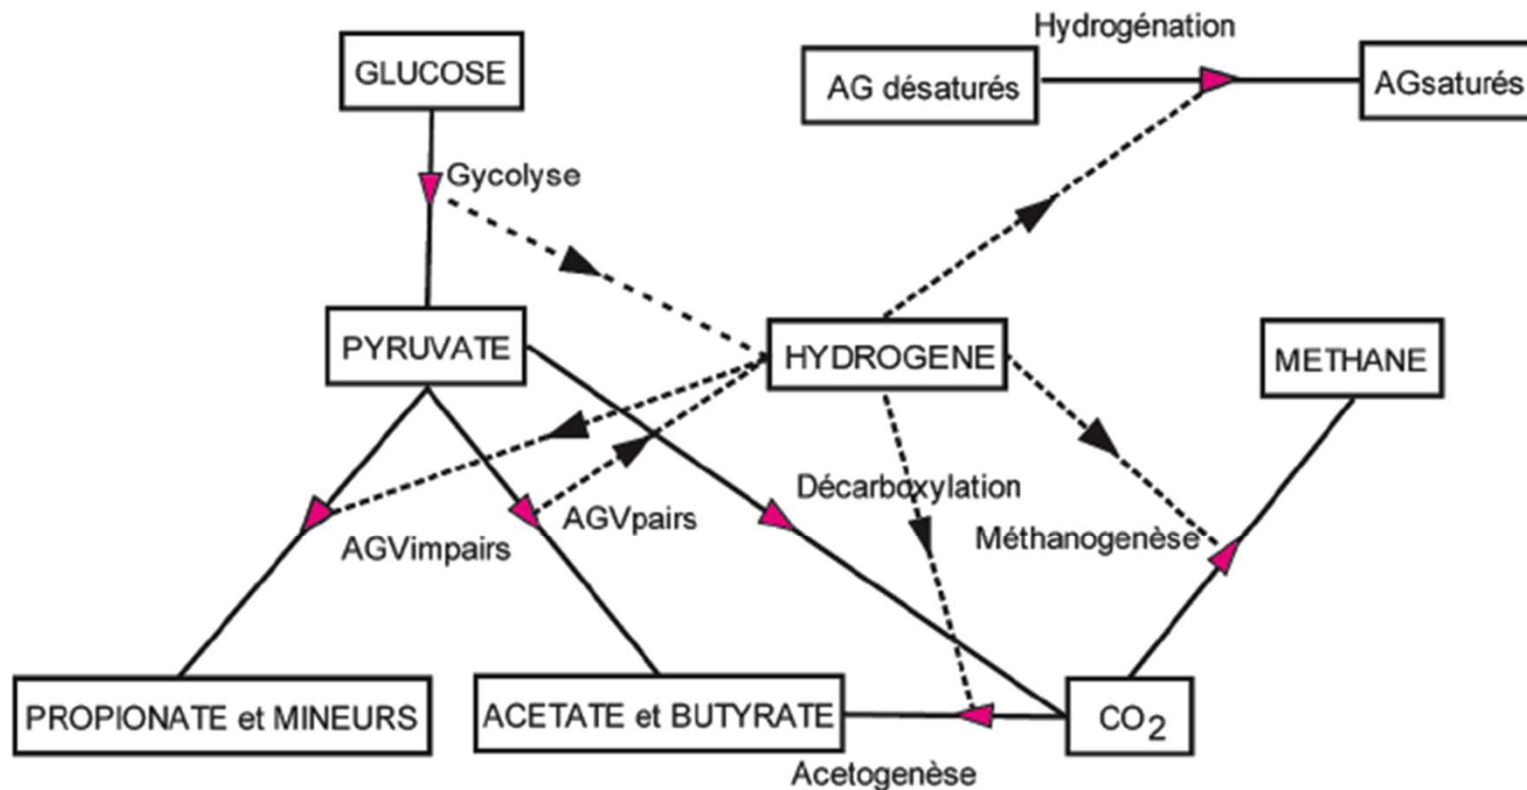 Hydrogénation
GLUCOSE
AG désaturés
AGsaturés
Gycolyse
PYRUVATE
HYDROGENE
METHANE
Décarboxylation
AGVpairs
AGVimpairs
Méthanogenèse
PROPIONATE et MINEURS
ACETATE et BUTYRATE
CO₂
Acetogenèse